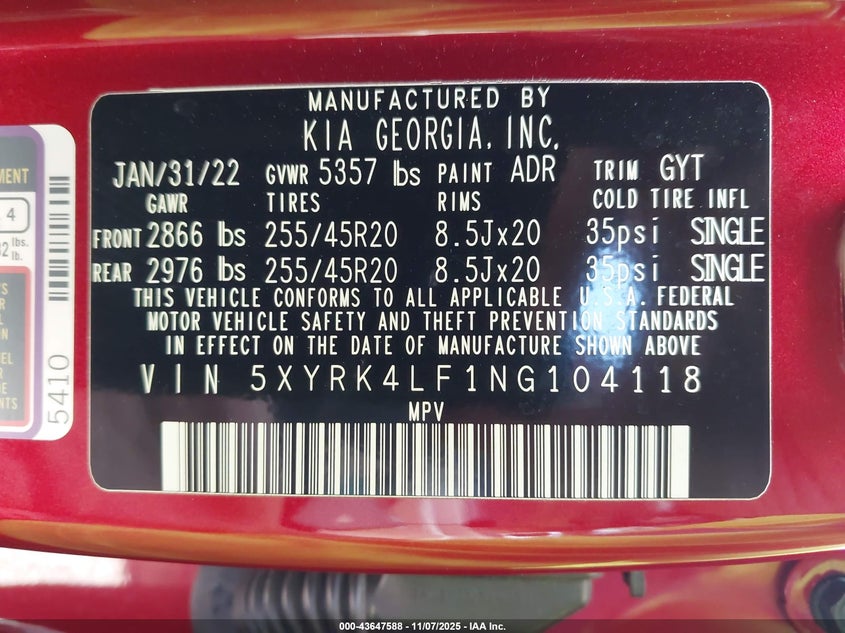 MANUFACTURED BY
KIA GEORGIA, INC.
JAN/31/22 GVWR 5357 lbs PAINT ADR TRIM GYT
GAWR TIRES RIMS COLD TIRE INFL
FRONT 2866 lbs 255/45R20 8.5Jx20 35psi SINGLE
REAR 2976 lbs 255/45R20 8.5Jx20 35psi SINGLE
THIS VEHICLE CONFORMS TO ALL APPLICABLE U.S.A. FEDERAL
MOTOR VEHICLE SAFETY AND THEFT PREVENTION STANDARDS
IN EFFECT ON THE DATE OF MANUFACTURE SHOWN ABOVE
VIN 5XYRK4LF1NG104118
MPV
4
lbs.
lb.
5410
000-43647588 - 11/07/2025 - IAA Inc.